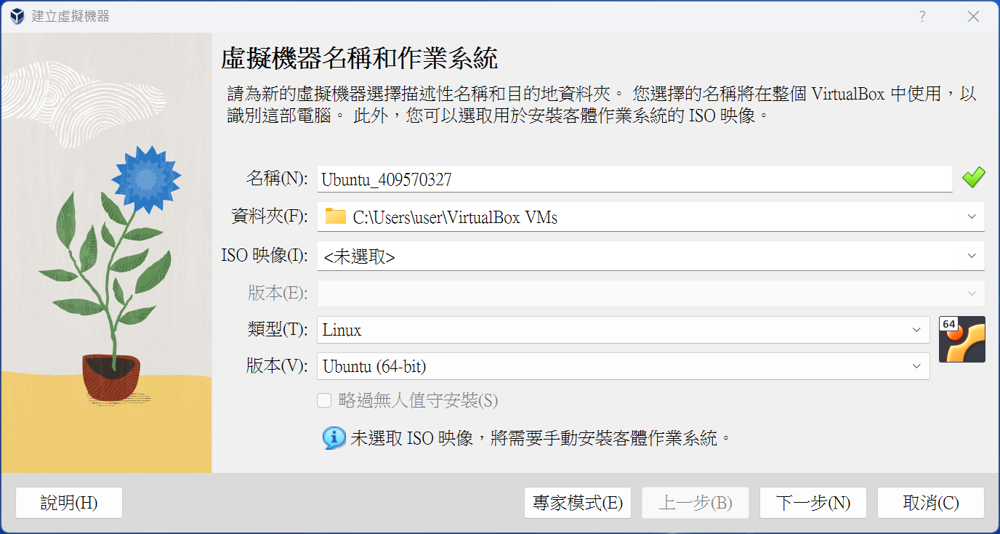 建立虛擬機器
?
虛擬機器名稱和作業系統
請為新的虛擬機器選擇描述性名稱和目的地資料夾。 您選擇的名稱將在整個 VirtualBox 中使用，以
識別這部電腦。 此外，您可以選取用於安裝客體作業系統的 ISO 映像。
名稱(N): Ubuntu_409570327
資料夾(F): C:\Users\user\VirtualBox VMs
ISO 映像(I): <未選取>
版本(E):
類型(T): Linux
64
版本(V): Ubuntu (64-bit)
略過無人值守安裝(S)
未選取 ISO 映像，將需要手動安裝客體作業系統。
說明(H) 專家模式(E) 上一步(B) 下一步(N) 取消(C)